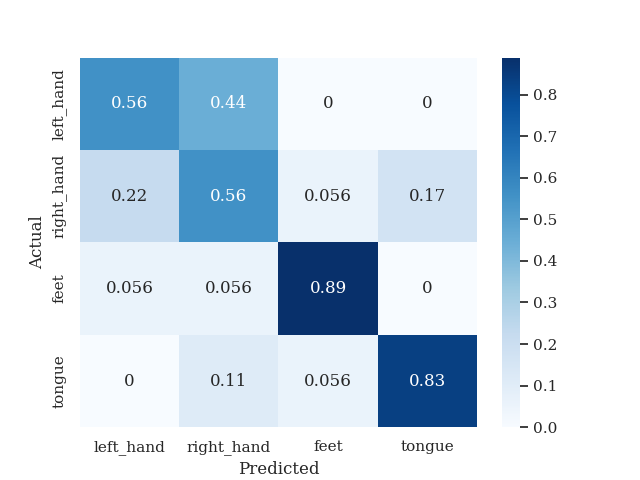 left_hand 0.56 0.44 0 0
right_hand 0.22 0.56 0.056 0.17
feet 0.056 0.056 0.89 0
tongue 0 0.11 0.056 0.83
left_hand right_hand feet tongue
Predicted
Actual
0.8
0.7
0.6
0.5
0.4
0.3
0.2
0.1
0.0